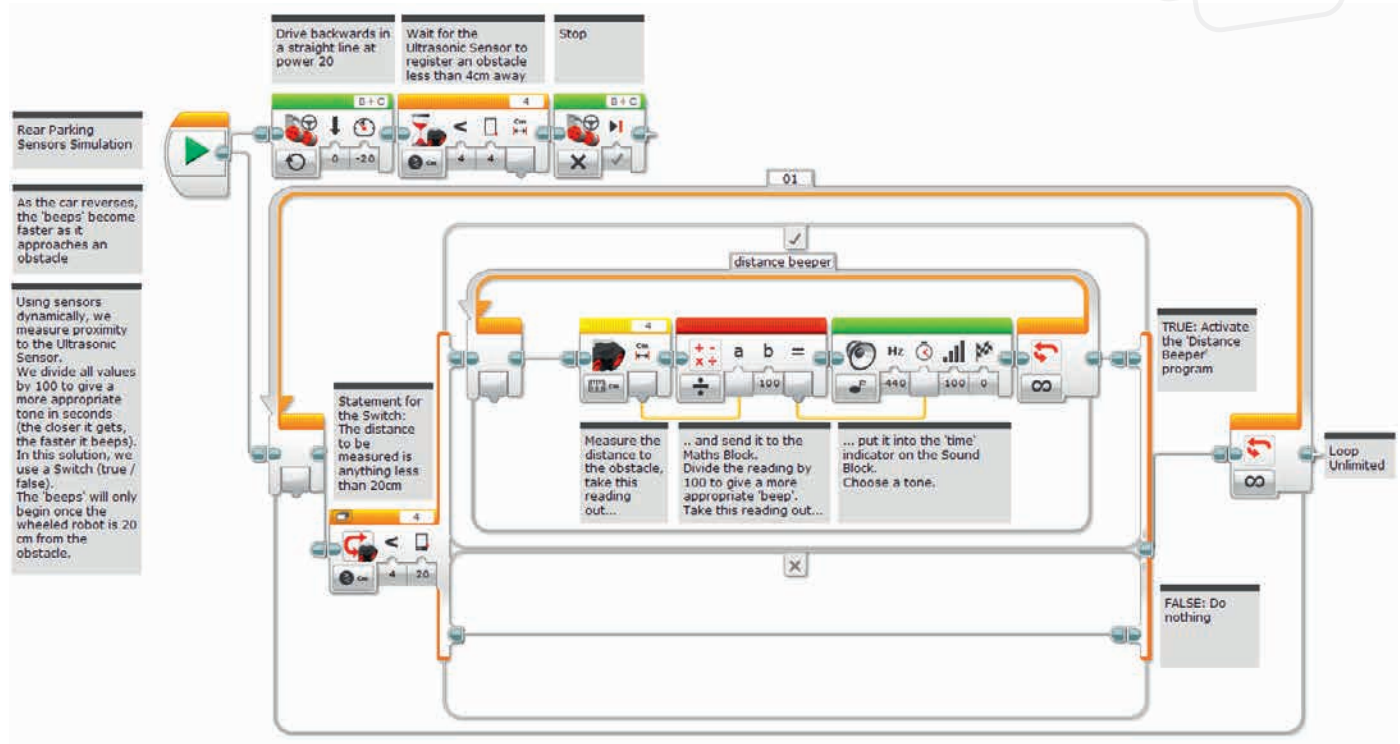 Drive backwards in
a straight line at
power 20
Wait for the
Ultrasonic Sensor to
register an obstacle
less than 4cm away
Stop
B+C
4
B+C
0 -20
cm
cm 4 4
Rear Parking
Sensors Simulation
As the car reverses,
the 'beeps' become
faster as it
approaches an
obstacle
Using sensors
dynamically, we
measure proximity
to the Ultrasonic
Sensor.
We divide all values
by 100 to give a
more appropriate
tone in seconds
(the closer it gets,
the faster it beeps).
In this solution, we
use a Switch (true /
false).
The 'beeps' will only
begin once the
wheeled robot is 20
cm from the
obstacle.
01
distance beeper
4
cm
cm
a b =
100
Hz
440 100 0
Statement for
the Switch:
The distance
to be
measured is
anything less
than 20cm
4
<
cm 4 20
Measure the
distance to
the obstacle,
take this
reading
out...
.. and send it to the
Maths Block.
Divide the reading by
100 to give a more
appropriate 'beep'.
Take this reading out...
... put it into the 'time'
indicator on the Sound
Block.
Choose a tone.
TRUE: Activate
the 'Distance
Beeper'
program
Loop
Unlimited
FALSE: Do
nothing